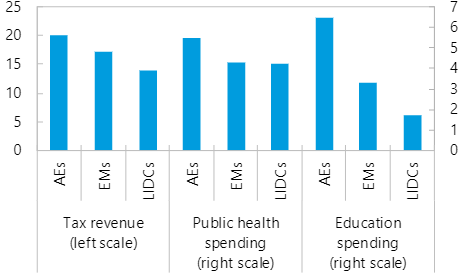 25
20
15
10
5
0
7
6
5
4
3
2
1
0
AEs
EMs
LIDCs
AEs
EMs
LIDCs
AEs
EMs
LIDCs
Tax revenue
(left scale)
Public health
spending
(right scale)
Education
spending
(right scale)